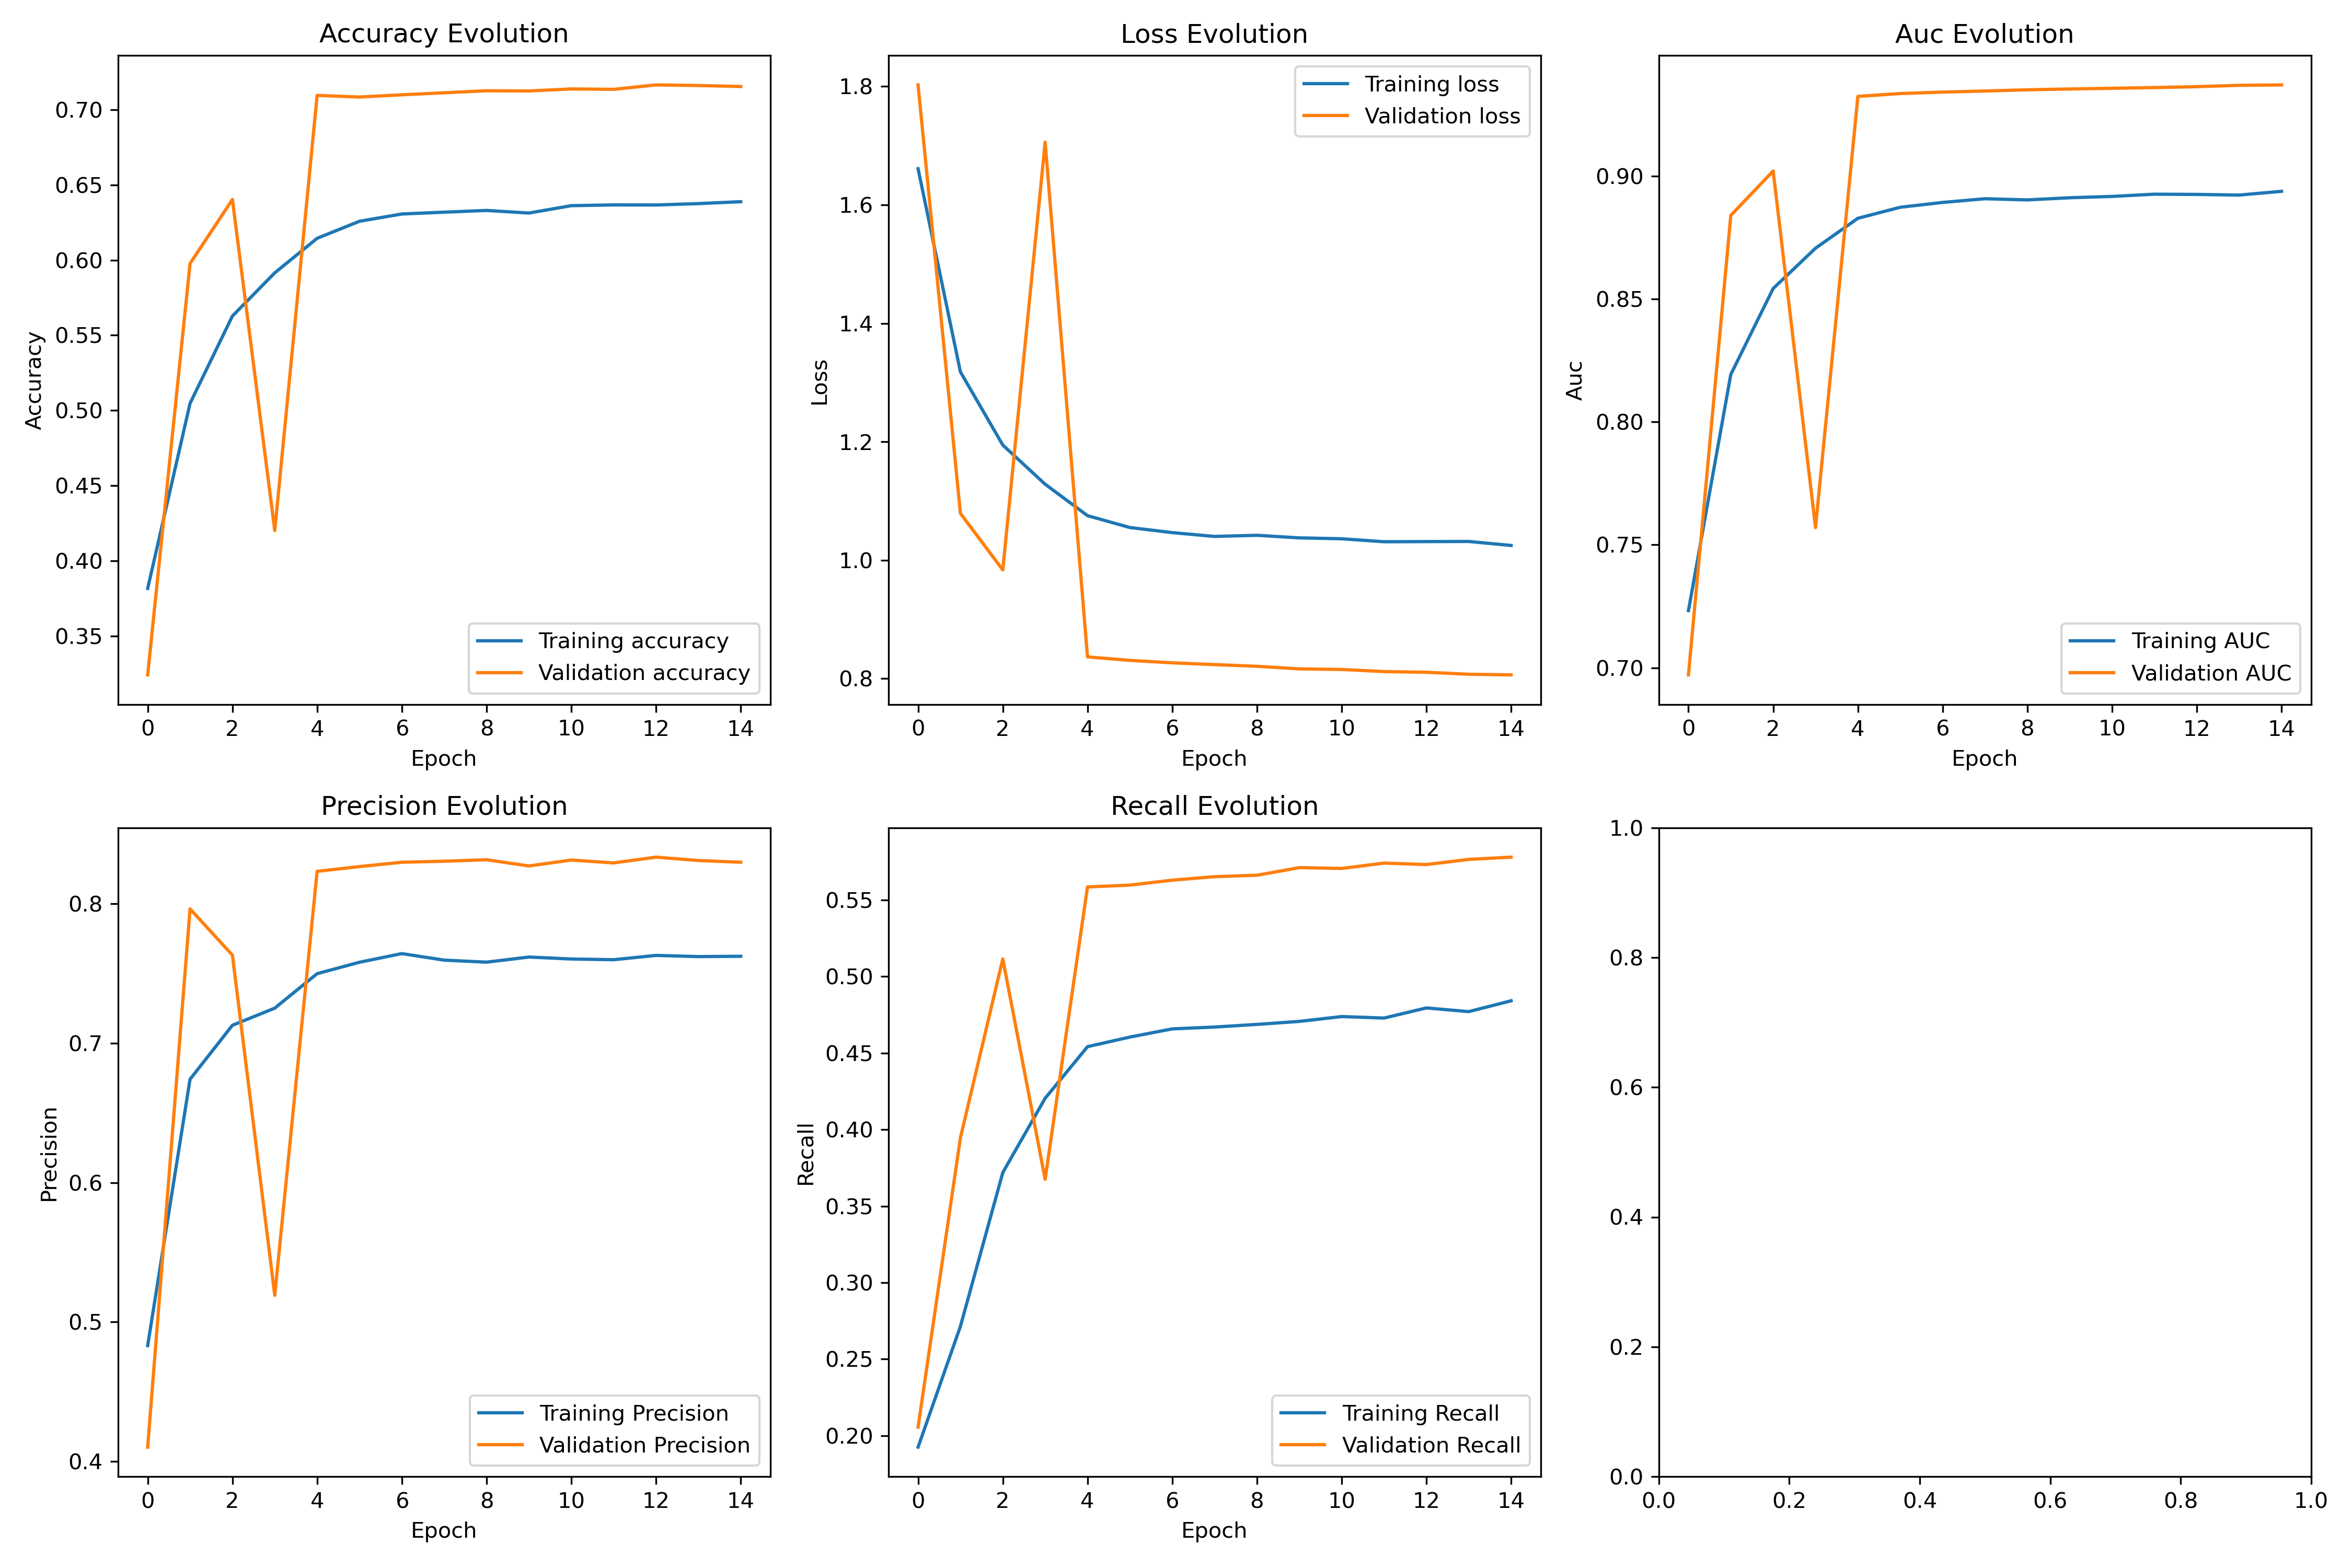 Accuracy Evolution
Accuracy
0.70
0.65
0.60
0.55
0.50
0.45
0.40
0.35
Training accuracy
Validation accuracy
0 2 4 6 8 10 12 14
Epoch
Loss Evolution
Loss
1.8
1.6
1.4
1.2
1.0
0.8
Training loss
Validation loss
0 2 4 6 8 10 12 14
Epoch
Auc Evolution
Auc
0.90
0.85
0.80
0.75
0.70
Training AUC
Validation AUC
0 2 4 6 8 10 12 14
Epoch
Precision Evolution
Precision
0.8
0.7
0.6
0.5
0.4
Training Precision
Validation Precision
0 2 4 6 8 10 12 14
Epoch
Recall Evolution
Recall
0.55
0.50
0.45
0.40
0.35
0.30
0.25
0.20
Training Recall
Validation Recall
0 2 4 6 8 10 12 14
Epoch
1.0
0.8
0.6
0.4
0.2
0.0
0.0 0.2 0.4 0.6 0.8 1.0